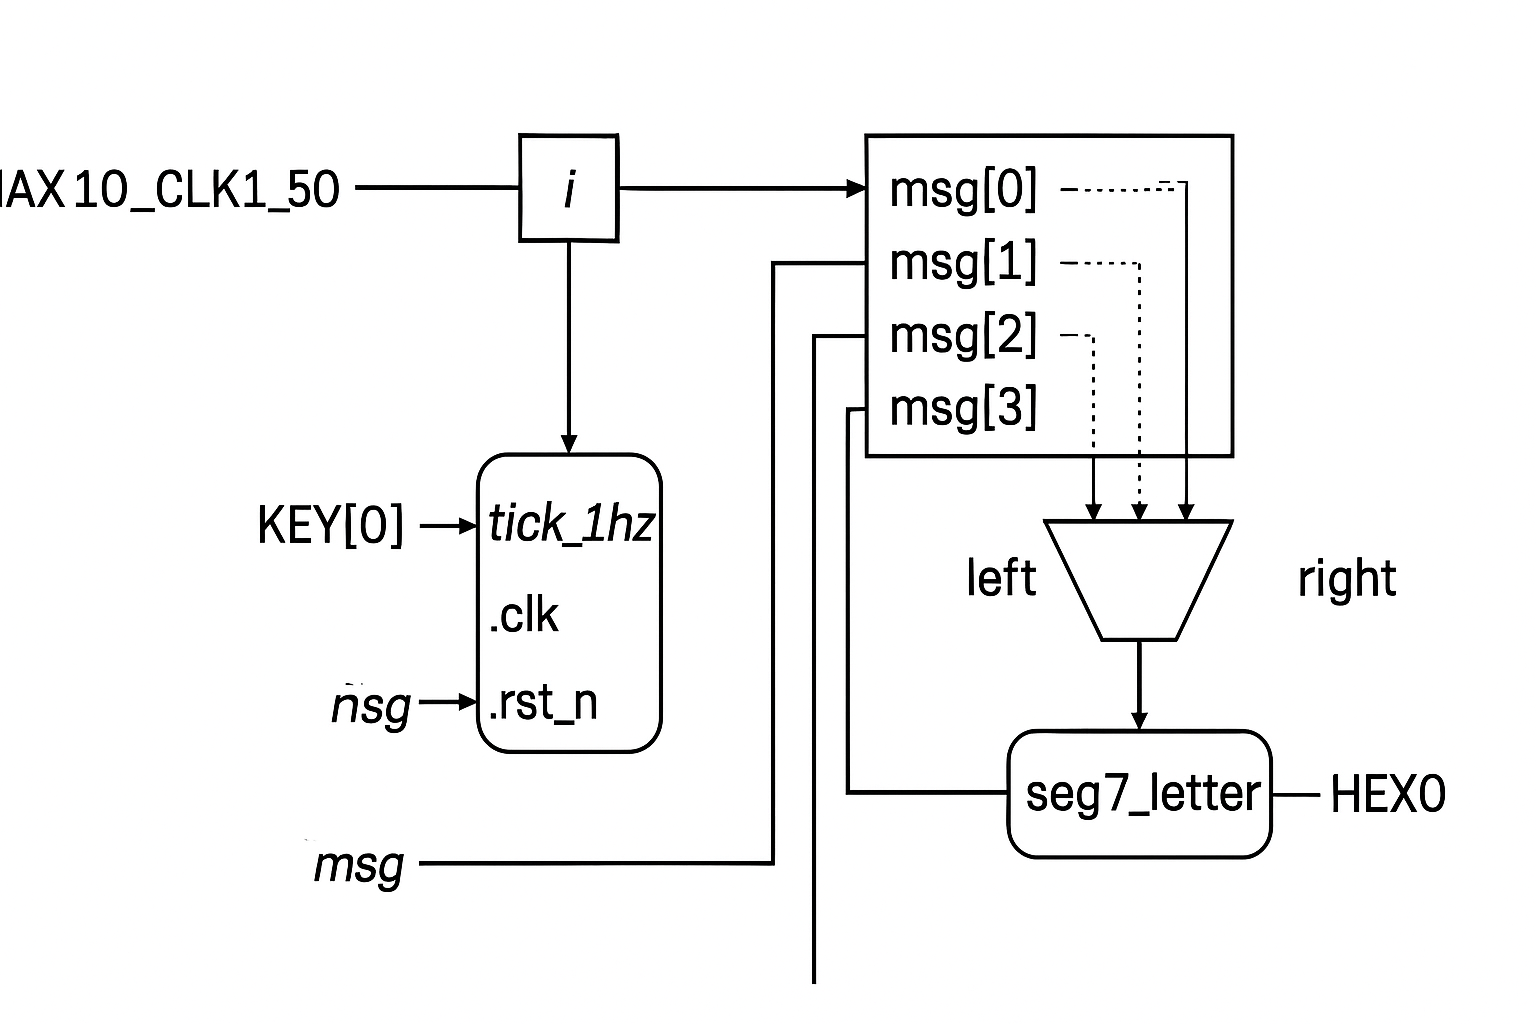 IAX 10_CLK1_50
i
msg[0]
msg[1]
msg[2]
msg[3]
KEY[0]
tick_1hz
.clk
nsg
.rst_n
left
right
seg7_letter
HEX0
msg